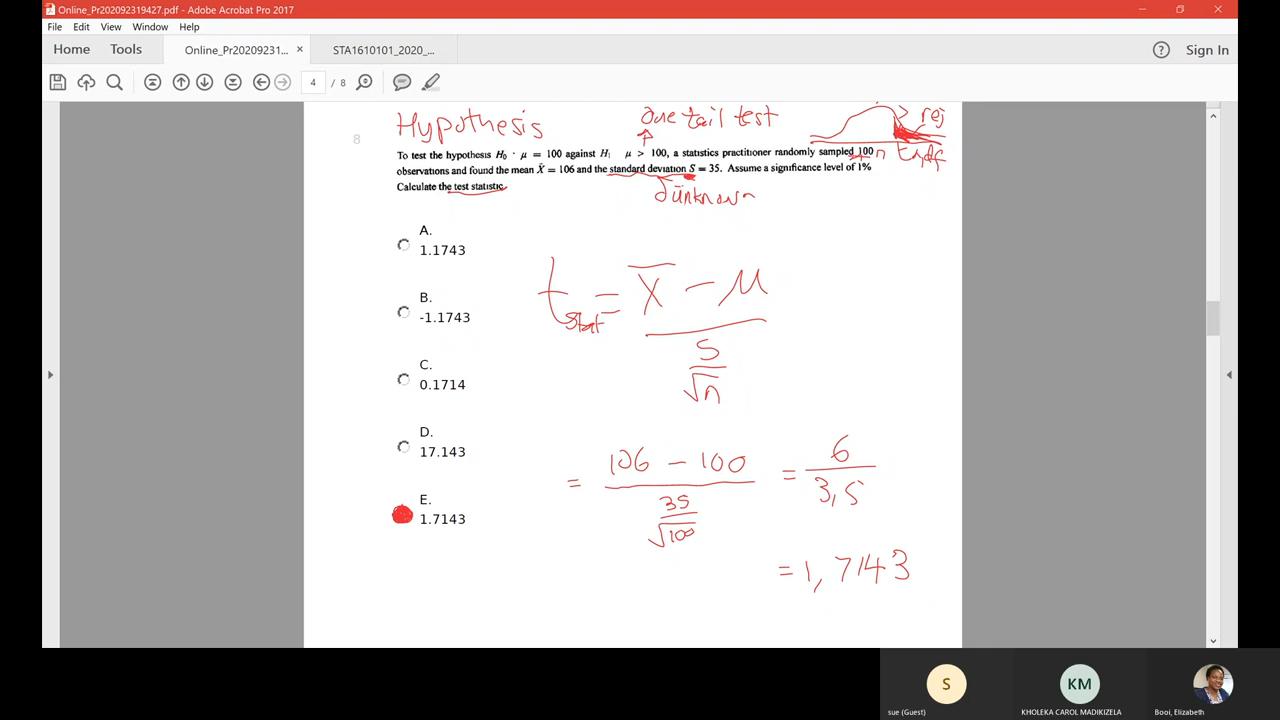 Online_Pr202092319427.pdf - Adobe Acrobat Pro 2017
File Edit View Window Help
Home Tools Online_Pr20209231... × STA1610101_2020_... Sign In
4 / 8
Hypothesis
One tail test
> rej
8
To test the hypothesis H₀ · μ = 100 against H₁ μ > 100, a statistics practitioner randomly sampled 100
n
observations and found the mean X̄ = 106 and the standard deviation S = 35. Assume a significance level of 1%
Calculate the test statistic
unknown
A.
1.1743
B.
-1.1743
C.
0.1714
D.
17.143
E.
1.7143
t stat = X̄ - μ
S
√n
= 106 - 100 = 6
35 3,5
√100
= 1,7143
S KM
sue (Guest) KHOLEKA CAROL MADIKIZELA Booi, Elizabeth